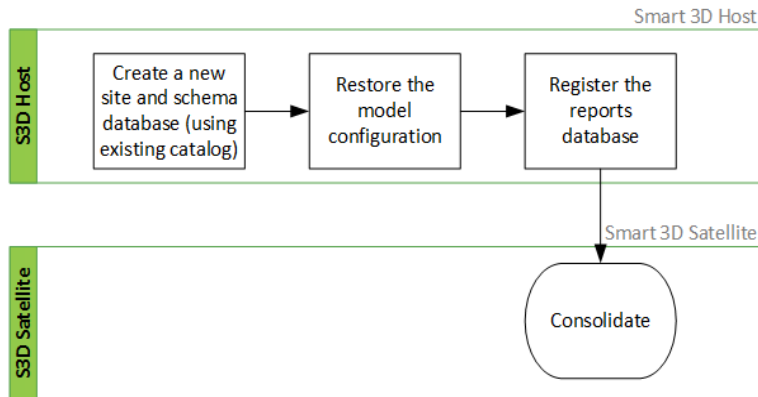 Smart 3D Host
S3D Host
Create a new
site and schema
database (using
existing catalog)
Restore the
model
configuration
Register the
reports
database
Smart 3D Satellite
S3D Satellite
Consolidate